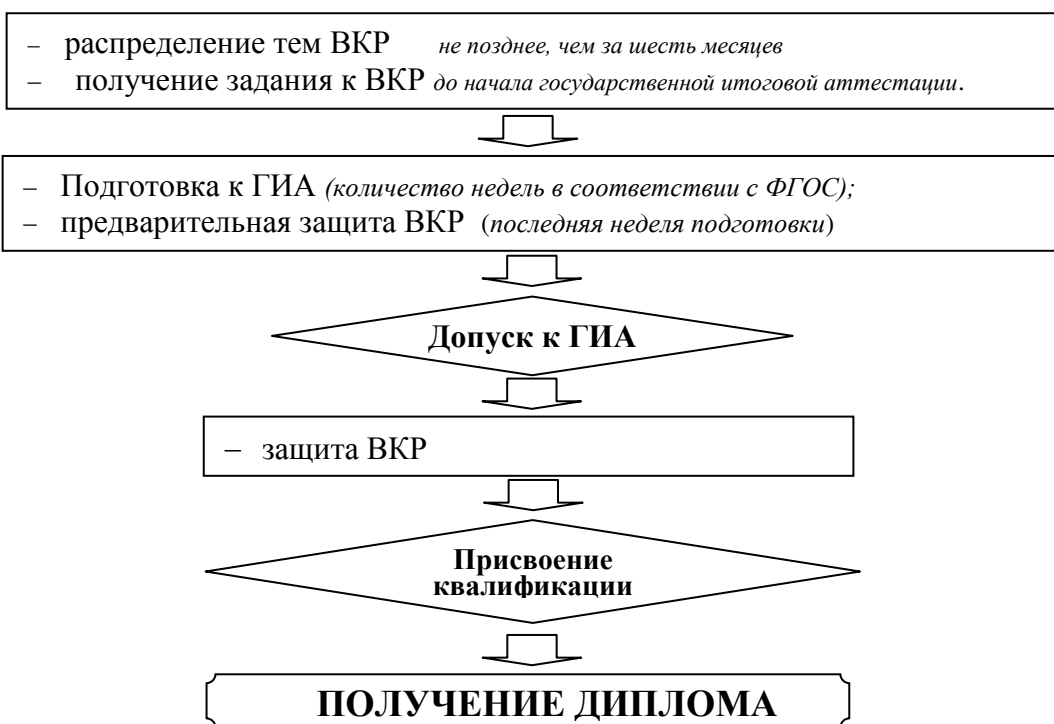 – распределение тем ВКР не позднее, чем за шесть месяцев
– получение задания к ВКР до начала государственной итоговой аттестации.
– Подготовка к ГИА (количество недель в соответствии с ФГОС);
– предварительная защита ВКР (последняя неделя подготовки)
Допуск к ГИА
– защита ВКР
Присвоение
квалификации
ПОЛУЧЕНИЕ ДИПЛОМА